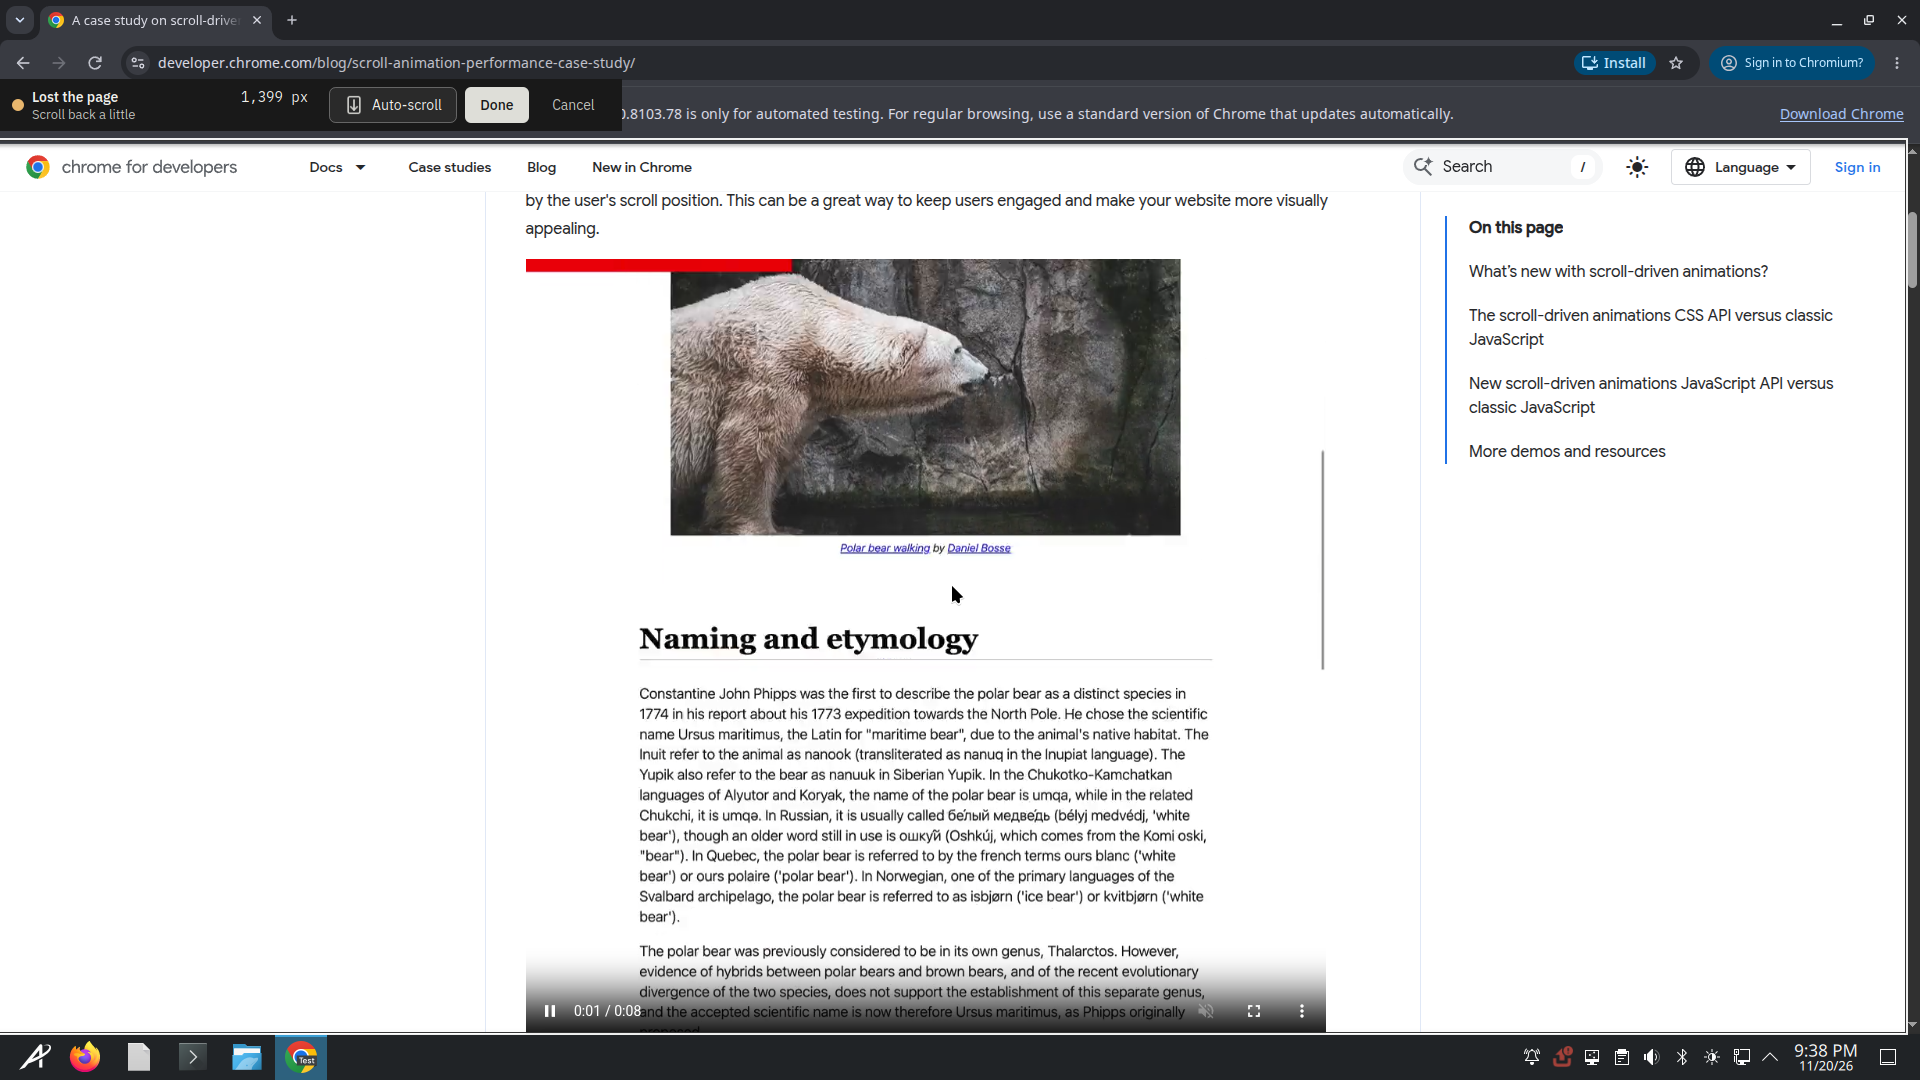 A case study on scroll-drive
developer.chrome.com/blog/scroll-animation-performance-case-study/
Install
Sign in to Chromium?
Lost the page
Scroll back a little
1,399 px
Auto-scroll
Done
Cancel
0.8103.78 is only for automated testing. For regular browsing, use a standard version of Chrome that updates automatically.
Download Chrome
chrome for developers
Docs
Case studies
Blog
New in Chrome
Search
/
Language
Sign in
by the user's scroll position. This can be a great way to keep users engaged and make your website more visually
appealing.
Polar bear walking by Daniel Bosse
Naming and etymology
Constantine John Phipps was the first to describe the polar bear as a distinct species in
1774 in his report about his 1773 expedition towards the North Pole. He chose the scientific
name Ursus maritimus, the Latin for "maritime bear", due to the animal's native habitat. The
Inuit refer to the animal as nanook (transliterated as nanuq in the Inupiat language). The
Yupik also refer to the bear as nanuuk in Siberian Yupik. In the Chukotko-Kamchatkan
languages of Alyutor and Koryak, the name of the polar bear is umqa, while in the related
Chukchi, it is umqә. In Russian, it is usually called бе́лый медве́дь (bélyj medvédj, 'white
bear'), though an older word still in use is ошку́й (Oshkúj, which comes from the Komi oski,
"bear"). In Quebec, the polar bear is referred to by the french terms ours blanc ('white
bear') or ours polaire ('polar bear'). In Norwegian, one of the primary languages of the
Svalbard archipelago, the polar bear is referred to as isbjørn ('ice bear') or kvitbjørn ('white
bear').
The polar bear was previously considered to be in its own genus, Thalarctos. However,
evidence of hybrids between polar bears and brown bears, and of the recent evolutionary
divergence of the two species, does not support the establishment of this separate genus,
and the accepted scientific name is now therefore Ursus maritimus, as Phipps originally
0:01 / 0:08
On this page
What's new with scroll-driven animations?
The scroll-driven animations CSS API versus classic
JavaScript
New scroll-driven animations JavaScript API versus
classic JavaScript
More demos and resources
Test
9:38 PM
11/20/26